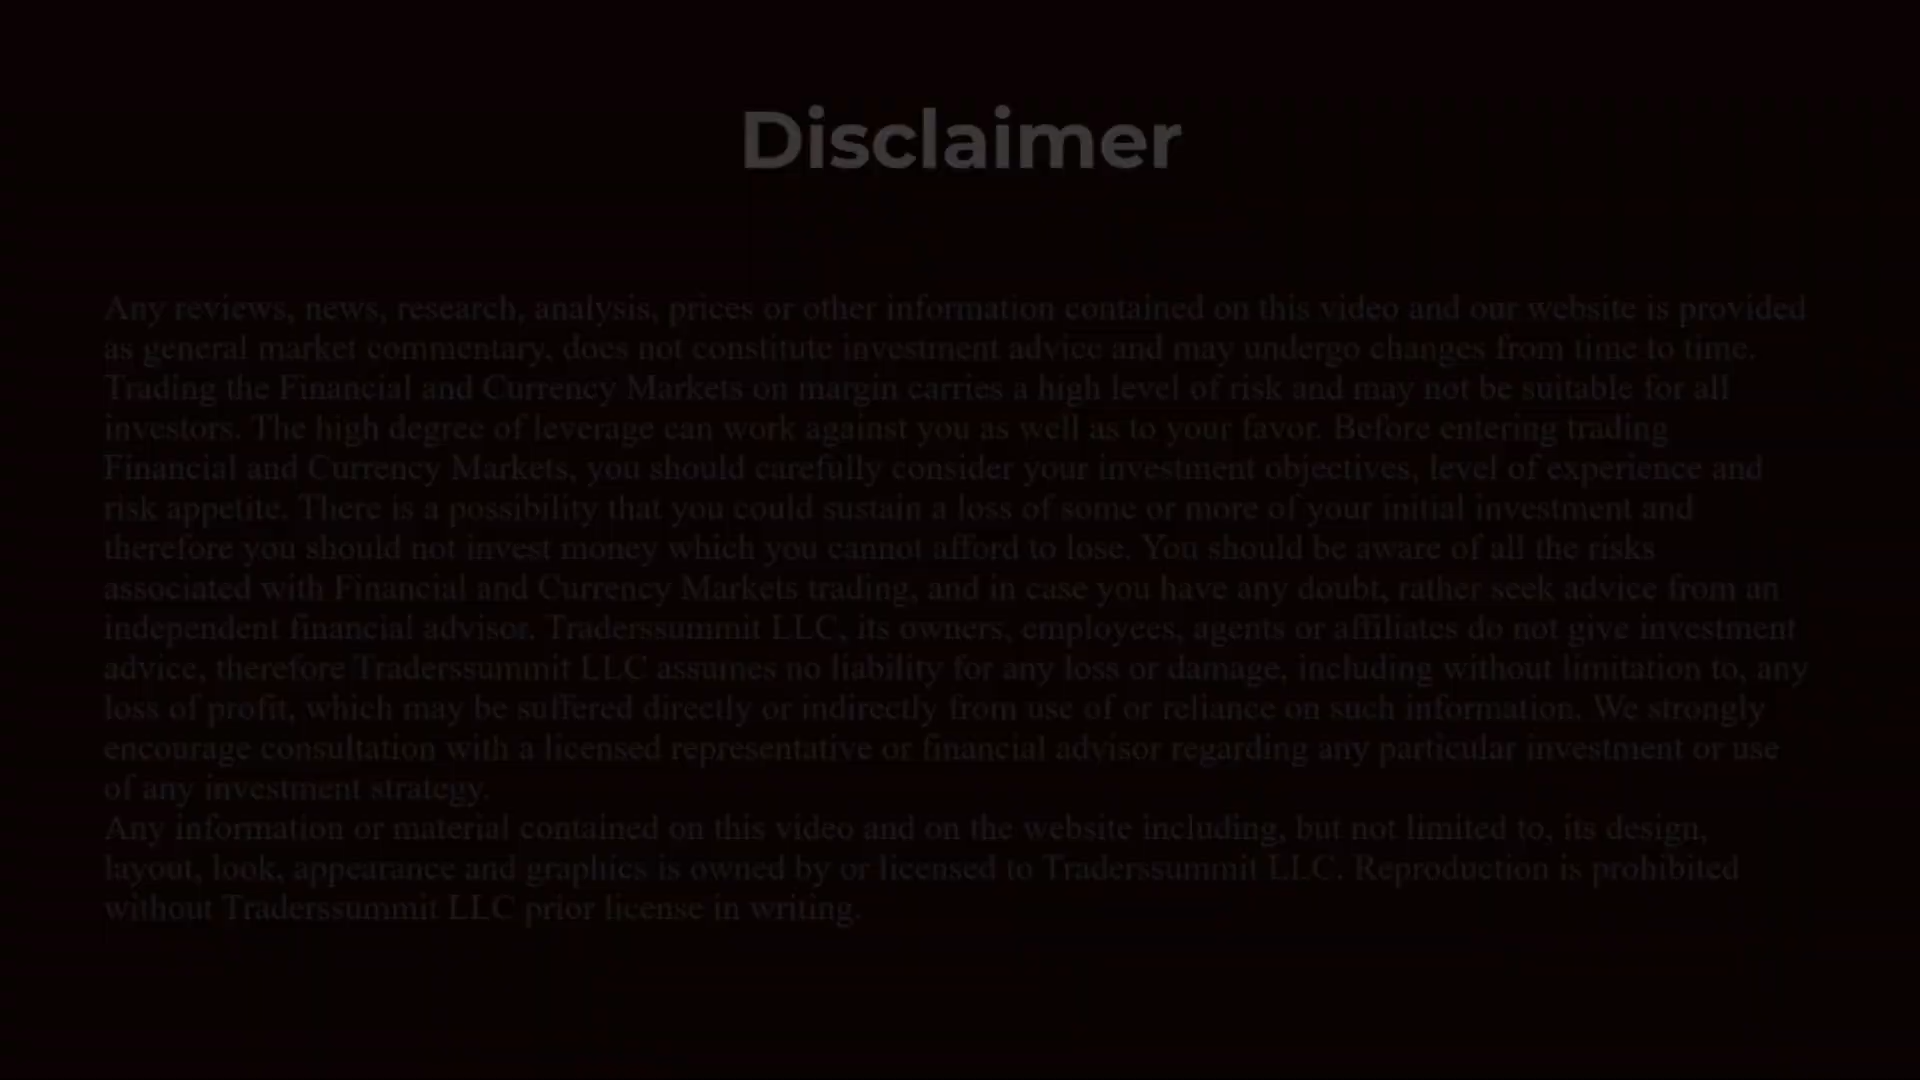 Disclaimer
Any reviews, news, research, analysis, prices or other information contained on this video and our website is provided
as general market commentary, does not constitute investment advice and may undergo changes from time to time.
Trading the Financial and Currency Markets on margin carries a high level of risk and may not be suitable for all
investors. The high degree of leverage can work against you as well as to your favor. Before entering trading
Financial and Currency Markets, you should carefully consider your investment objectives, level of experience and
risk appetite. There is a possibility that you could sustain a loss of some or more of your initial investment and
therefore you should not invest money which you cannot afford to lose. You should be aware of all the risks
associated with Financial and Currency Markets trading, and in case you have any doubt, rather seek advice from an
independent financial advisor. Traderssummit LLC, its owners, employees, agents or affiliates do not give investment
advice, therefore Traderssummit LLC assumes no liability for any loss or damage, including without limitation to, any
loss of profit, which may be suffered directly or indirectly from use of or reliance on such information. We strongly
encourage consultation with a licensed representative or financial advisor regarding any particular investment or use
of any investment strategy.
Any information or material contained on this video and on the website including, but not limited to, its design,
layout, look, appearance and graphics is owned by or licensed to Traderssummit LLC. Reproduction is prohibited
without Traderssummit LLC prior license in writing.